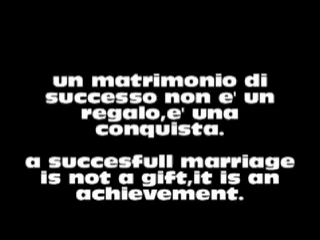 un matrimonio di
successo non e' un
regalo,e' una
conquista.
a succesfull marriage
is not a gift,it is an
achievement.